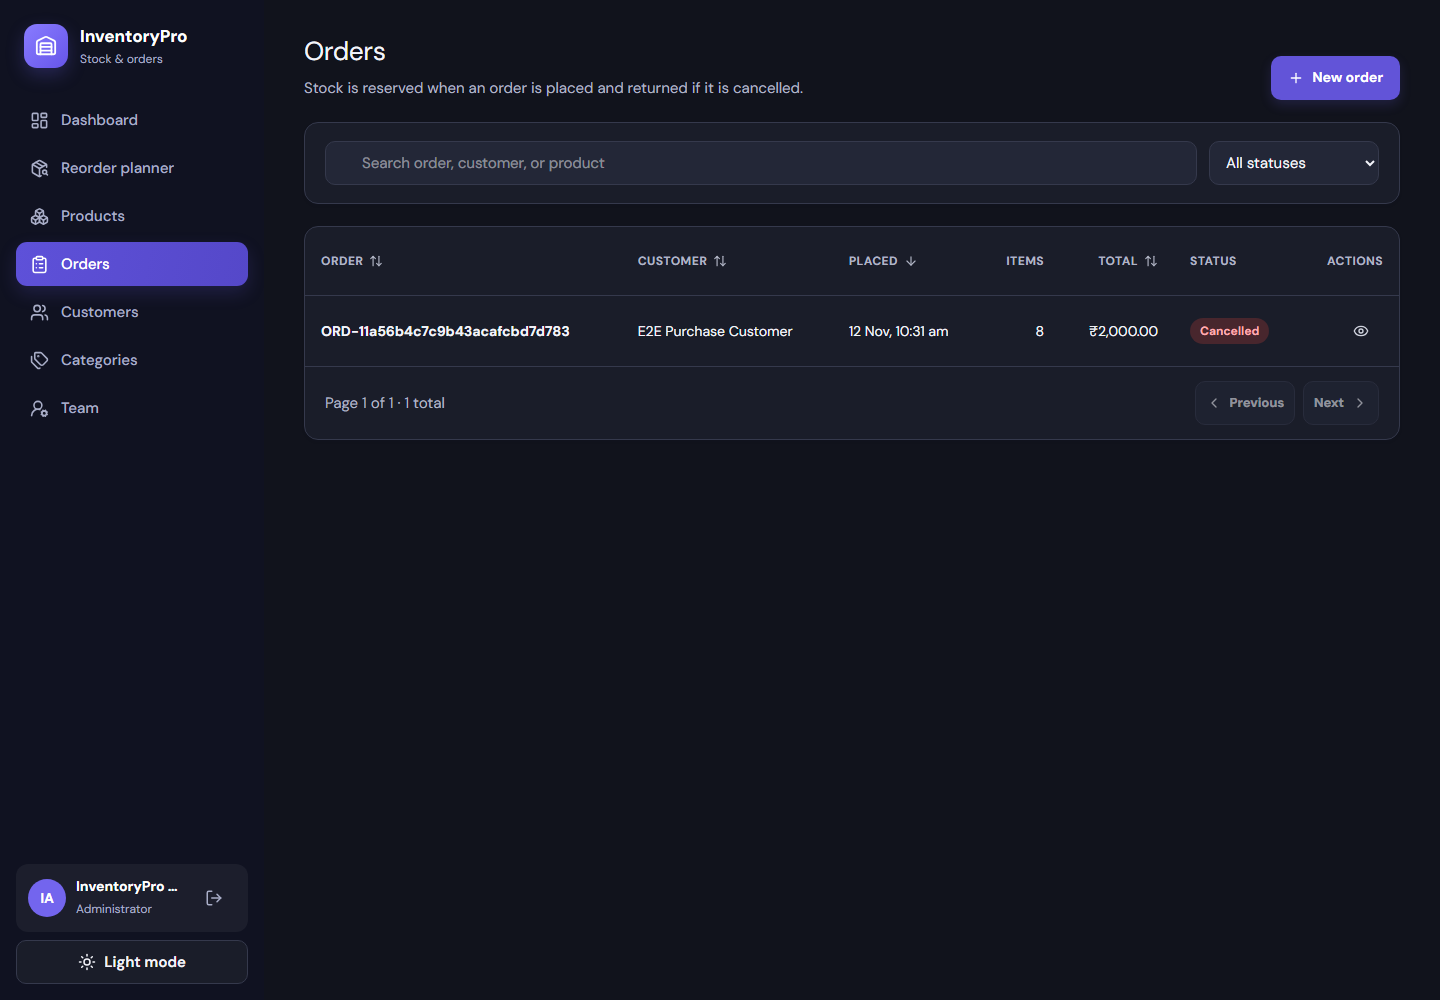 InventoryPro
Stock & orders
Dashboard
Reorder planner
Products
Orders
Customers
Categories
Team
InventoryPro ...
IA
Administrator
Light mode
Orders
Stock is reserved when an order is placed and returned if it is cancelled.
New order
Search order, customer, or product
All statuses
ORDER CUSTOMER PLACED ITEMS TOTAL STATUS ACTIONS
ORD-11a56b4c7c9b43acafcbd7d783 E2E Purchase Customer 12 Nov, 10:31 am 8 ₹2,000.00 Cancelled
Page 1 of 1 · 1 total Previous Next